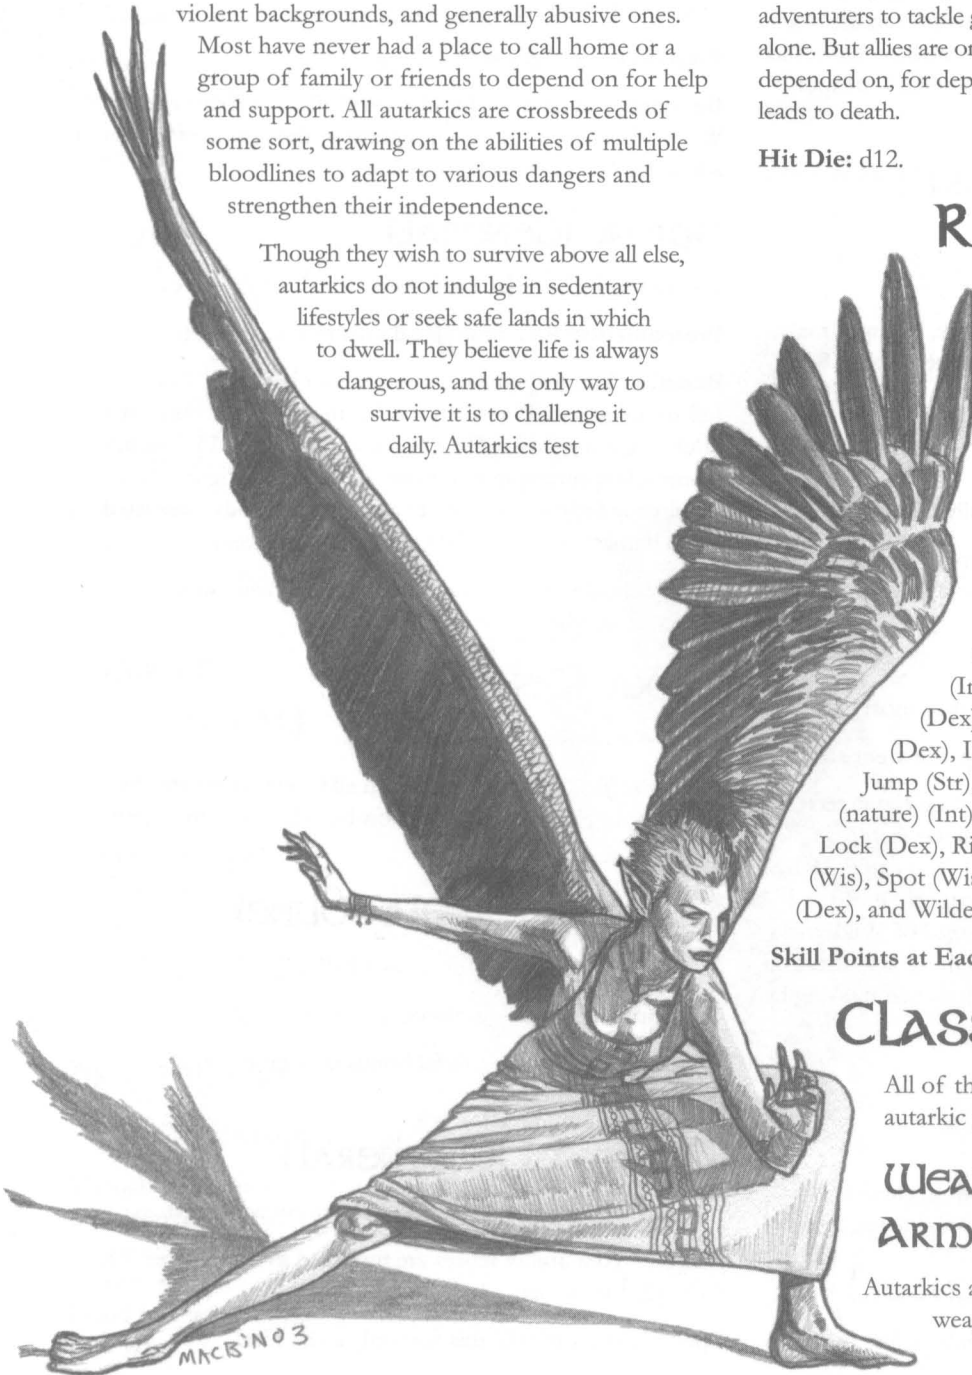 violent backgrounds, and generally abusive ones.
Most have never had a place to call home or a
group of family or friends to depend on for help
and support. All autarkics are crossbreeds of
some sort, drawing on the abilities of multiple
bloodlines to adapt to various dangers and
strengthen their independence.
Though they wish to survive above all else,
autarkics do not indulge in sedentary
lifestyles or seek safe lands in which
to dwell. They believe life is always
dangerous, and the only way to
survive it is to challenge it
daily. Autarkics test
adventurers to tackle
alone. But allies are
depended on, for
leads to death.
Hit Die: d12.
(Dex)
(Dex),
Jump (Str)
(nature) (Int)
Lock (Dex),
(Wis), Spot
(Dex), and
Skill Points at
All of
autarkic
Autarkics
MACBIN 03